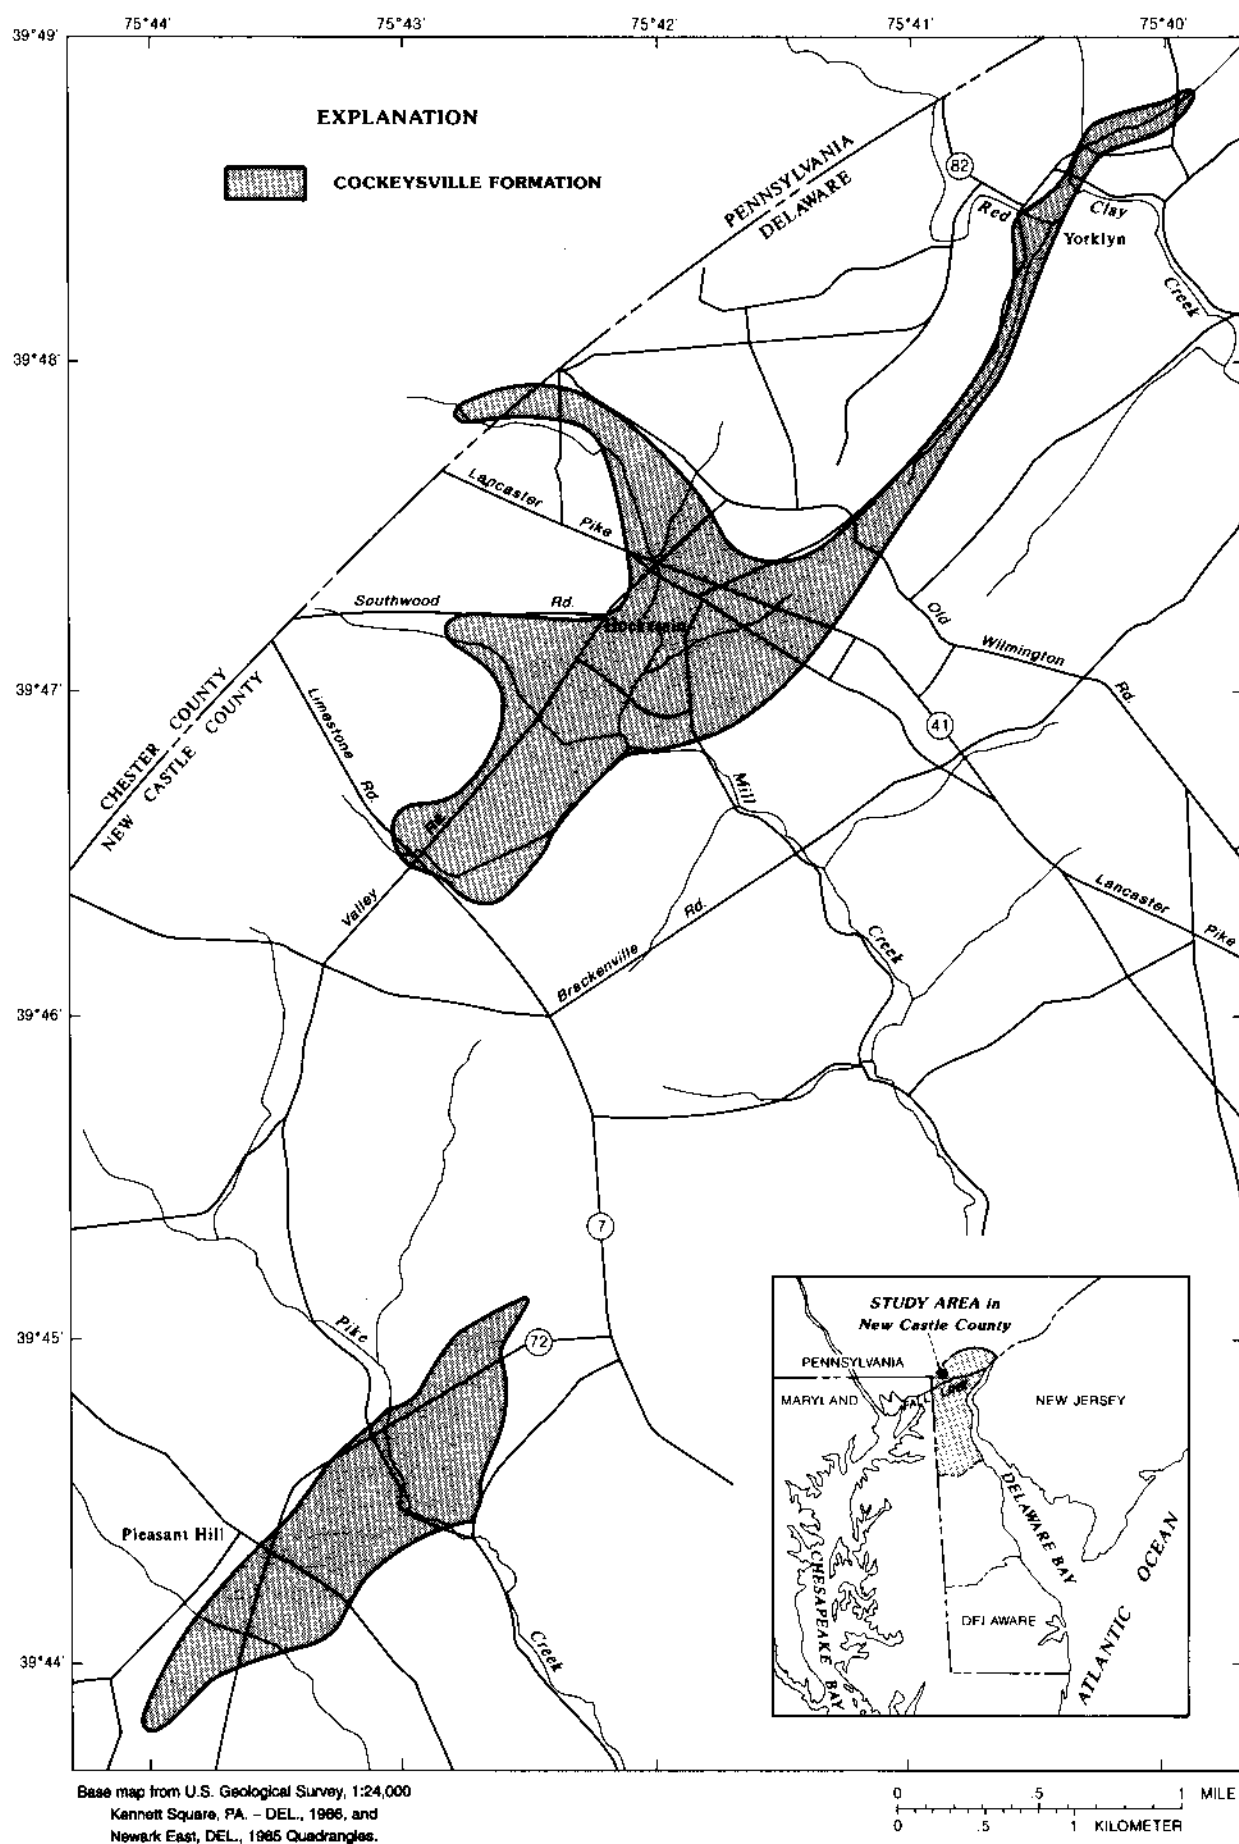 75°44' 75°43' 75°42' 75°41' 75°40'
39°49'
EXPLANATION
COCKEYSVILLE FORMATION
PENNSYLVANIA
DELAWARE
82
Red Clay
Yorklyn
Creek
39°48'
Lancaster
Pike
Southwood Rd.
Hockessin
Old
Wilmington
Rd.
39°47'
CHESTER COUNTY
NEW CASTLE COUNTY
Limestone
Rd.
41
Mill
Rd.
Valley
Lancaster
Pike
Brackenville Rd.
Creek
39°46'
7
39°45'
Pike
72
Pleasant Hill
39°44'
Creek
STUDY AREA in
New Castle County
PENNSYLVANIA
MARYLAND
FALL
LINE
NEW JERSEY
DELAWARE BAY
CHESAPEAKE BAY
DELAWARE
ATLANTIC OCEAN
Base map from U.S. Geological Survey, 1:24,000
Kennett Square, PA. – DEL., 1966, and
Newark East, DEL., 1965 Quadrangles.
0 .5 1 MILE
0 .5 1 KILOMETER